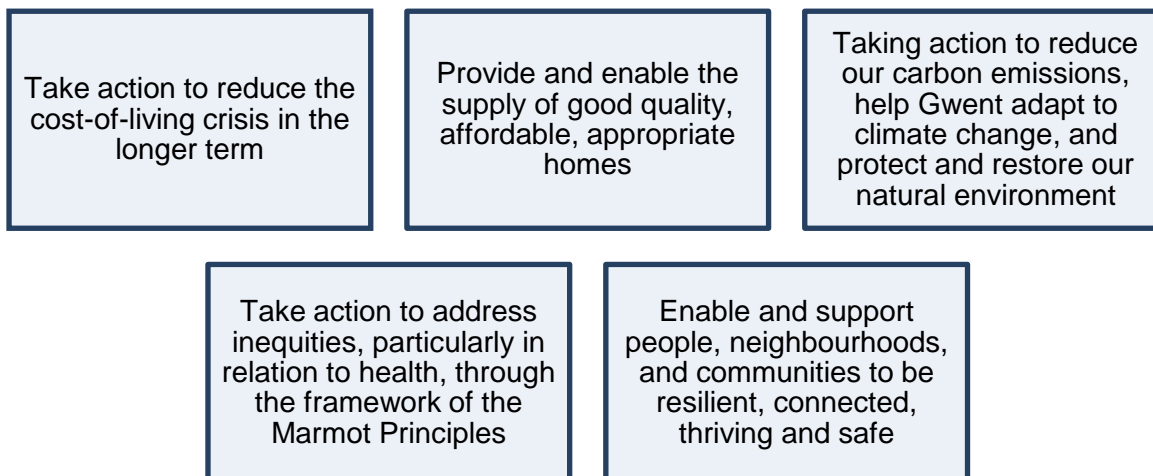 Take action to reduce the
cost-of-living crisis in the
longer term
Provide and enable the
supply of good quality,
affordable, appropriate
homes
Taking action to reduce
our carbon emissions,
help Gwent adapt to
climate change, and
protect and restore our
natural environment
Take action to address
inequities, particularly in
relation to health, through
the framework of the
Marmot Principles
Enable and support
people, neighbourhoods,
and communities to be
resilient, connected,
thriving and safe